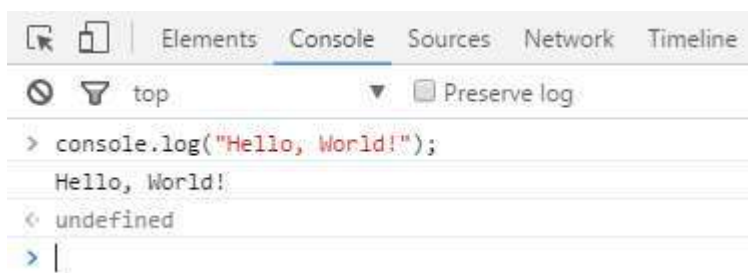 Elements Console Sources Network Timeline
top Preserve log
> console.log("Hello, World!");
Hello, World!
< undefined
>